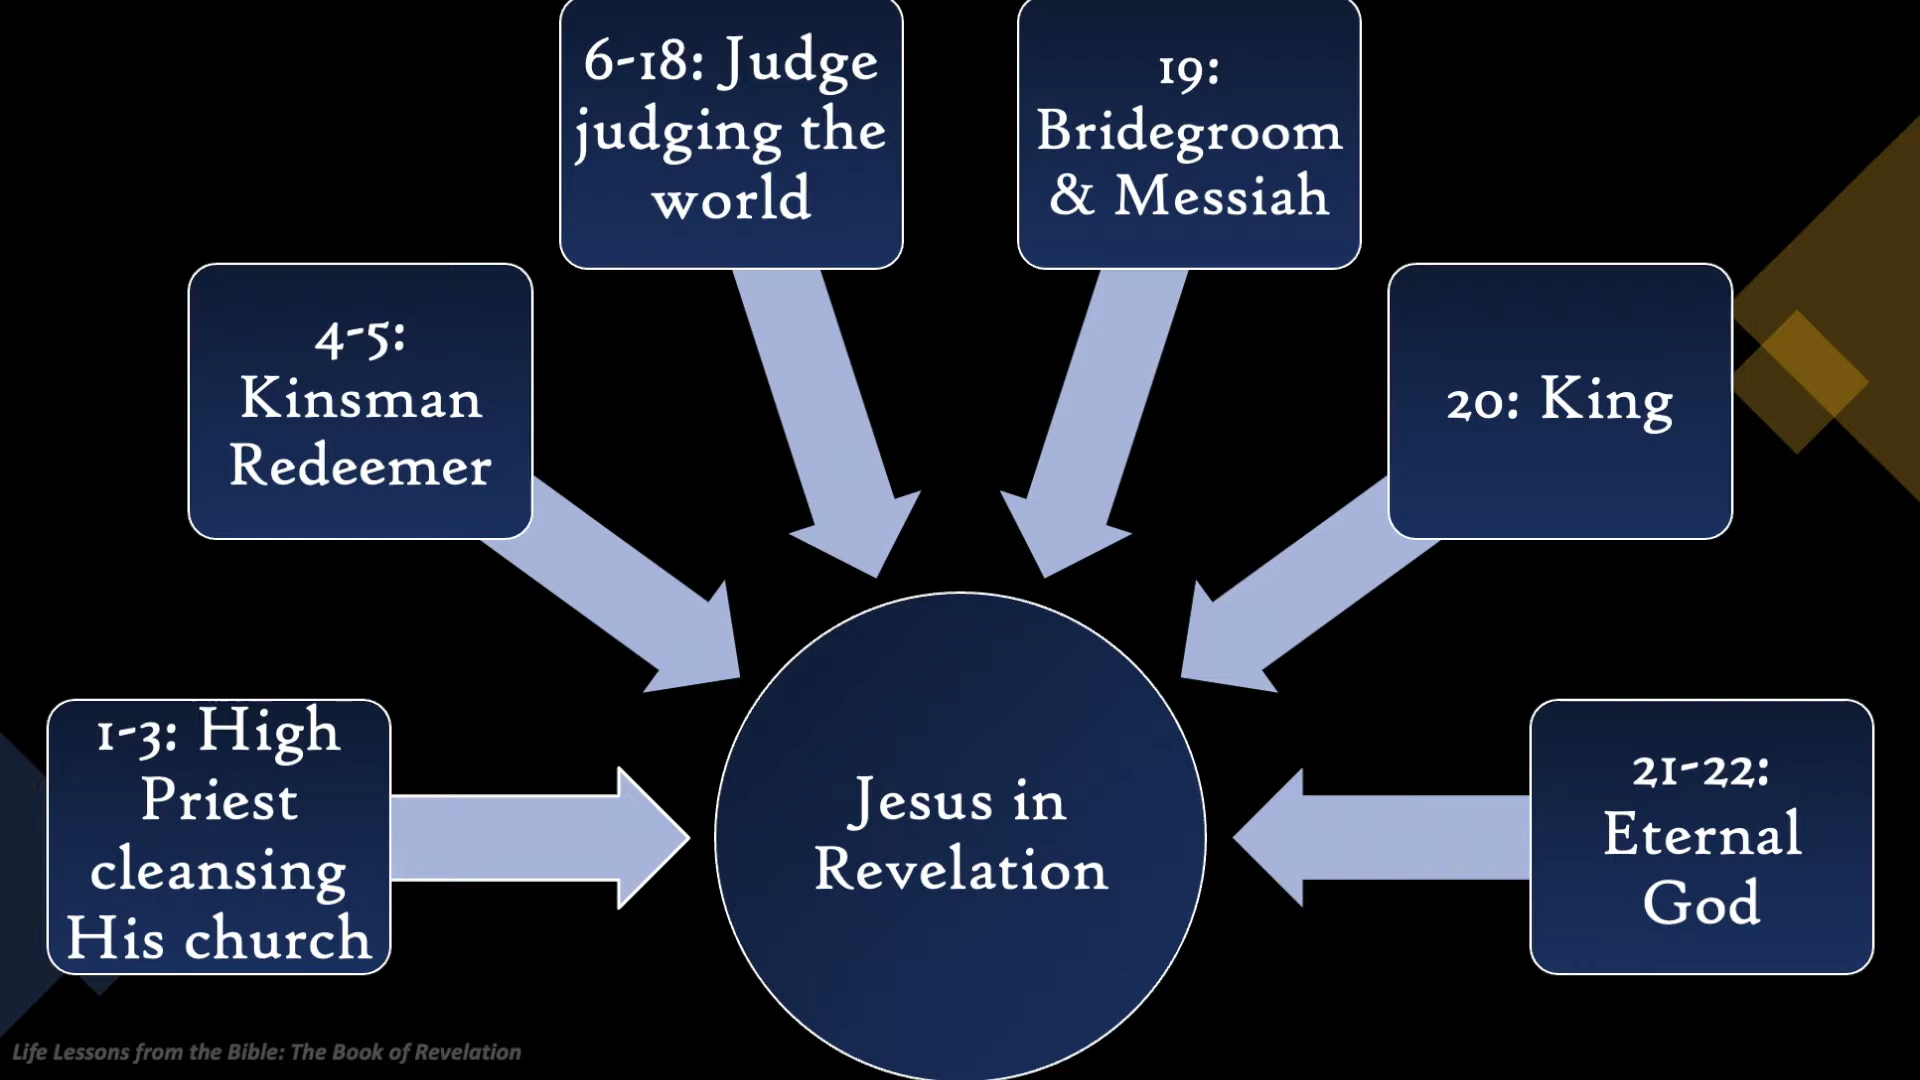 6-18: Judge
judging the
world
19:
Bridegroom
& Messiah
4-5:
Kinsman
Redeemer
20: King
1-3: High
Priest
cleansing
His church
Jesus in
Revelation
21-22:
Eternal
God
Life Lessons from the Bible: The Book of Revelation